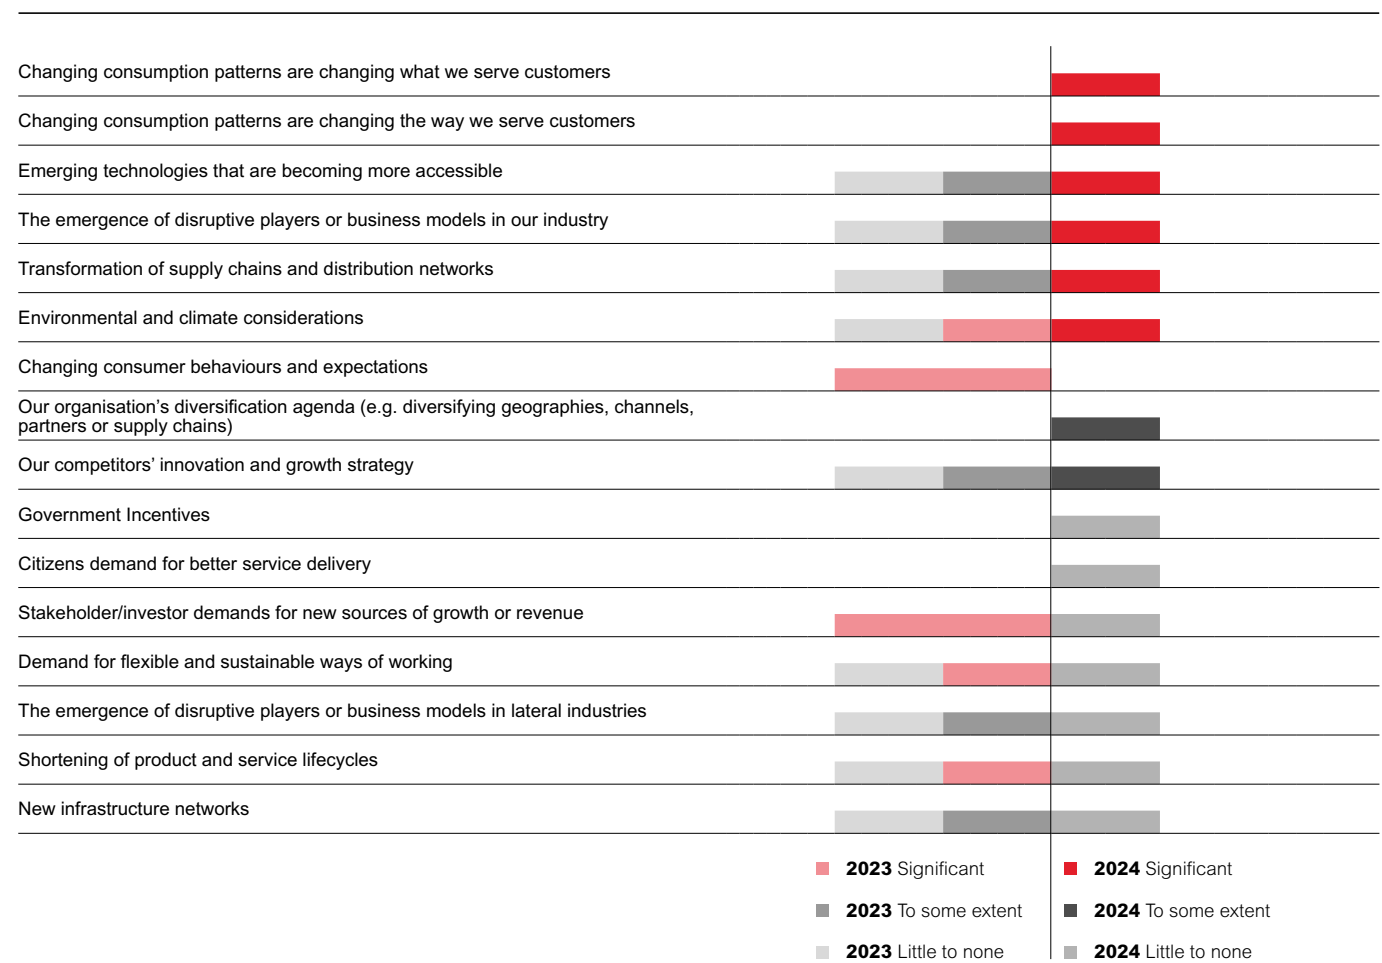 Changing consumption patterns are changing what we serve customers
Changing consumption patterns are changing the way we serve customers
Emerging technologies that are becoming more accessible
The emergence of disruptive players or business models in our industry
Transformation of supply chains and distribution networks
Environmental and climate considerations
Changing consumer behaviours and expectations
Our organisation’s diversification agenda (e.g. diversifying geographies, channels,
partners or supply chains)
Our competitors’ innovation and growth strategy
Government Incentives
Citizens demand for better service delivery
Stakeholder/investor demands for new sources of growth or revenue
Demand for flexible and sustainable ways of working
The emergence of disruptive players or business models in lateral industries
Shortening of product and service lifecycles
New infrastructure networks
2023 Significant
2023 To some extent
2023 Little to none
2024 Significant
2024 To some extent
2024 Little to none